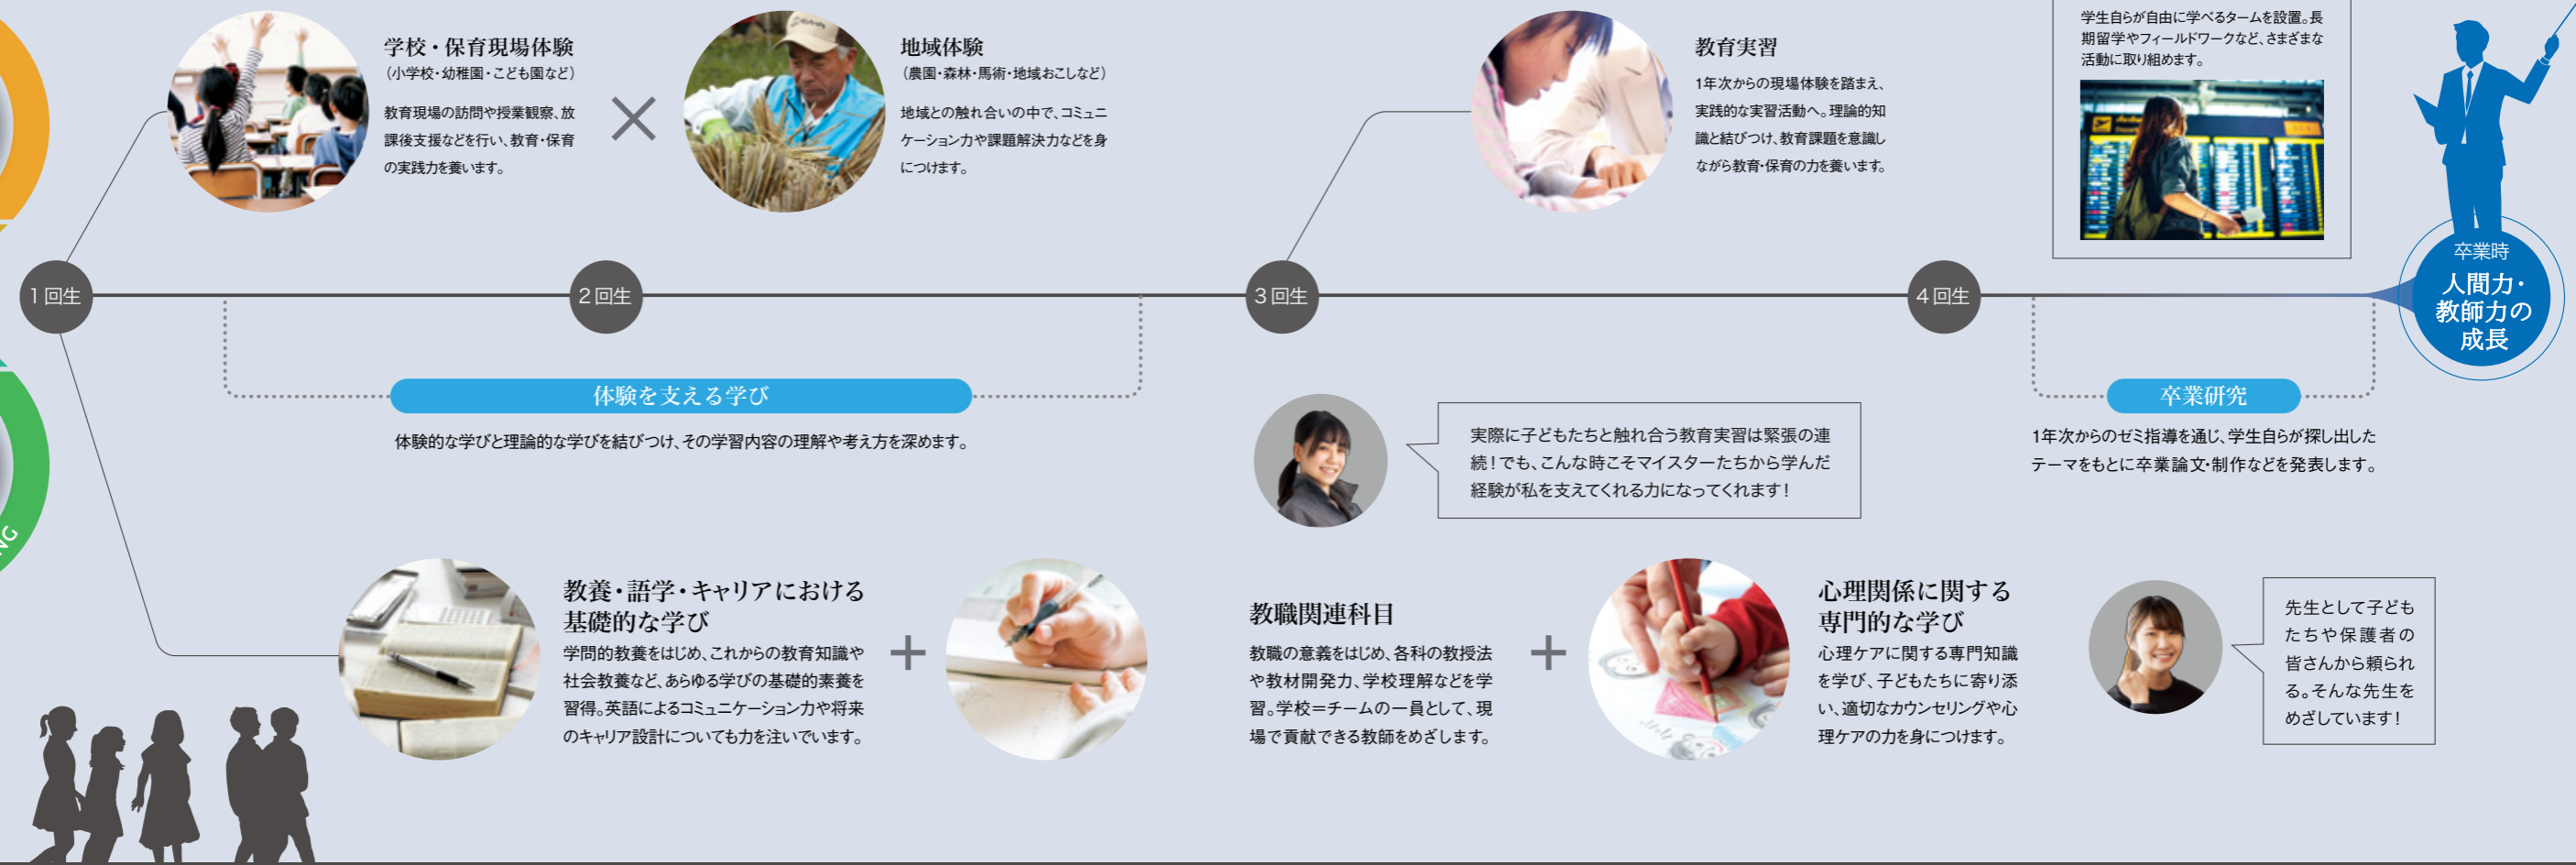 学校・保育現場体験
（小学校・幼稚園・こども園など）
教育現場の訪問や授業観察、放
課後支援などを行い、教育・保育
の実践力を養います。
×
地域体験
（農園・森林・馬術・地域おこしなど）
地域との触れ合いの中で、コミュニ
ケーション力や課題解決力などを身
につけます。
教育実習
1年次からの現場体験を踏まえ、
実践的な実習活動へ。理論的知
識と結びつけ、教育課題を意識し
ながら教育・保育の力を養います。
学生自らが自由に学べるタームを設置。長
期留学やフィールドワークなど、さまざまな
活動に取り組めます。
1回生
2回生
3回生
4回生
卒業時
人間力・
教師力の
成長
体験を支える学び
体験的な学びと理論的な学びを結びつけ、その学習内容の理解や考え方を深めます。
実際に子どもたちと触れ合う教育実習は緊張の連
続！でも、こんな時こそマイスターたちから学んだ
経験が私を支えてくれる力になってくれます！
卒業研究
1年次からのゼミ指導を通じ、学生自らが探し出した
テーマをもとに卒業論文・制作などを発表します。
NG
教養・語学・キャリアにおける
基礎的な学び
学問的教養をはじめ、これからの教育知識や
社会教養など、あらゆる学びの基礎的素養を
習得。英語によるコミュニケーション力や将来
のキャリア設計についても力を注いでいます。
+
教職関連科目
教職の意義をはじめ、各科の教授法
や教材開発力、学校理解などを学
習。学校＝チームの一員として、現
場で貢献できる教師をめざします。
+
心理関係に関する
専門的な学び
心理ケアに関する専門知識
を学び、子どもたちに寄り添
い、適切なカウンセリングや心
理ケアの力を身につけます。
先生として子ども
たちや保護者の
皆さんから頼られ
る。そんな先生を
めざしています！